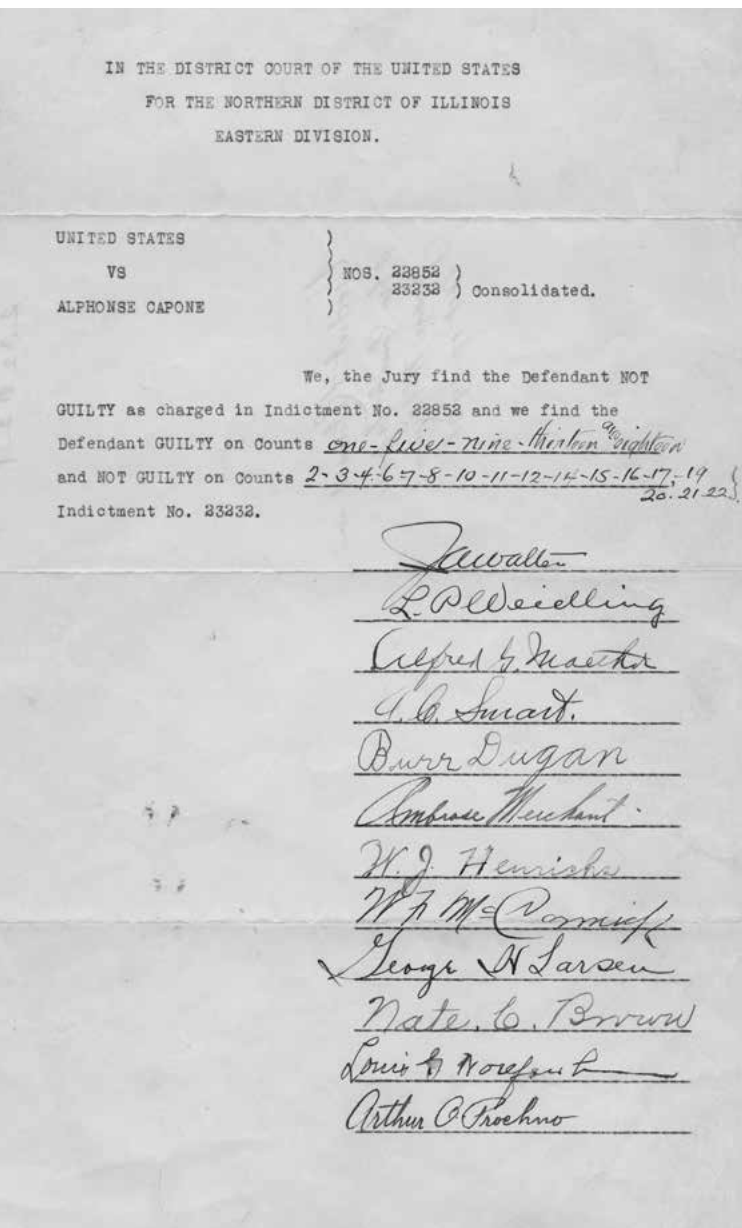 IN THE DISTRICT COURT OF THE UNITED STATES
FOR THE NORTHERN DISTRICT OF ILLINOIS
EASTERN DIVISION.
UNITED STATES )
VS ) NOS. 22852 )
) 23232 ) Consolidated.
ALPHONSE CAPONE )
We, the Jury find the Defendant NOT
GUILTY as charged in Indictment No. 22852 and we find the
Defendant GUILTY on Counts one-five-nine-thirteen and eighteen
and NOT GUILTY on Counts 2-3-4-6-7-8-10-11-12-14-15-16-17-19
20-21-22
Indictment No. 23232.
L. P. Weidling
Alfred G. Maether
A. C. Smart.
Burr Dugan
Ambrose Merchant
W. J. Henrichs
W F McCormick
George H Larsen
Nate. C. Brown
Louis G
Arthur O Prochno